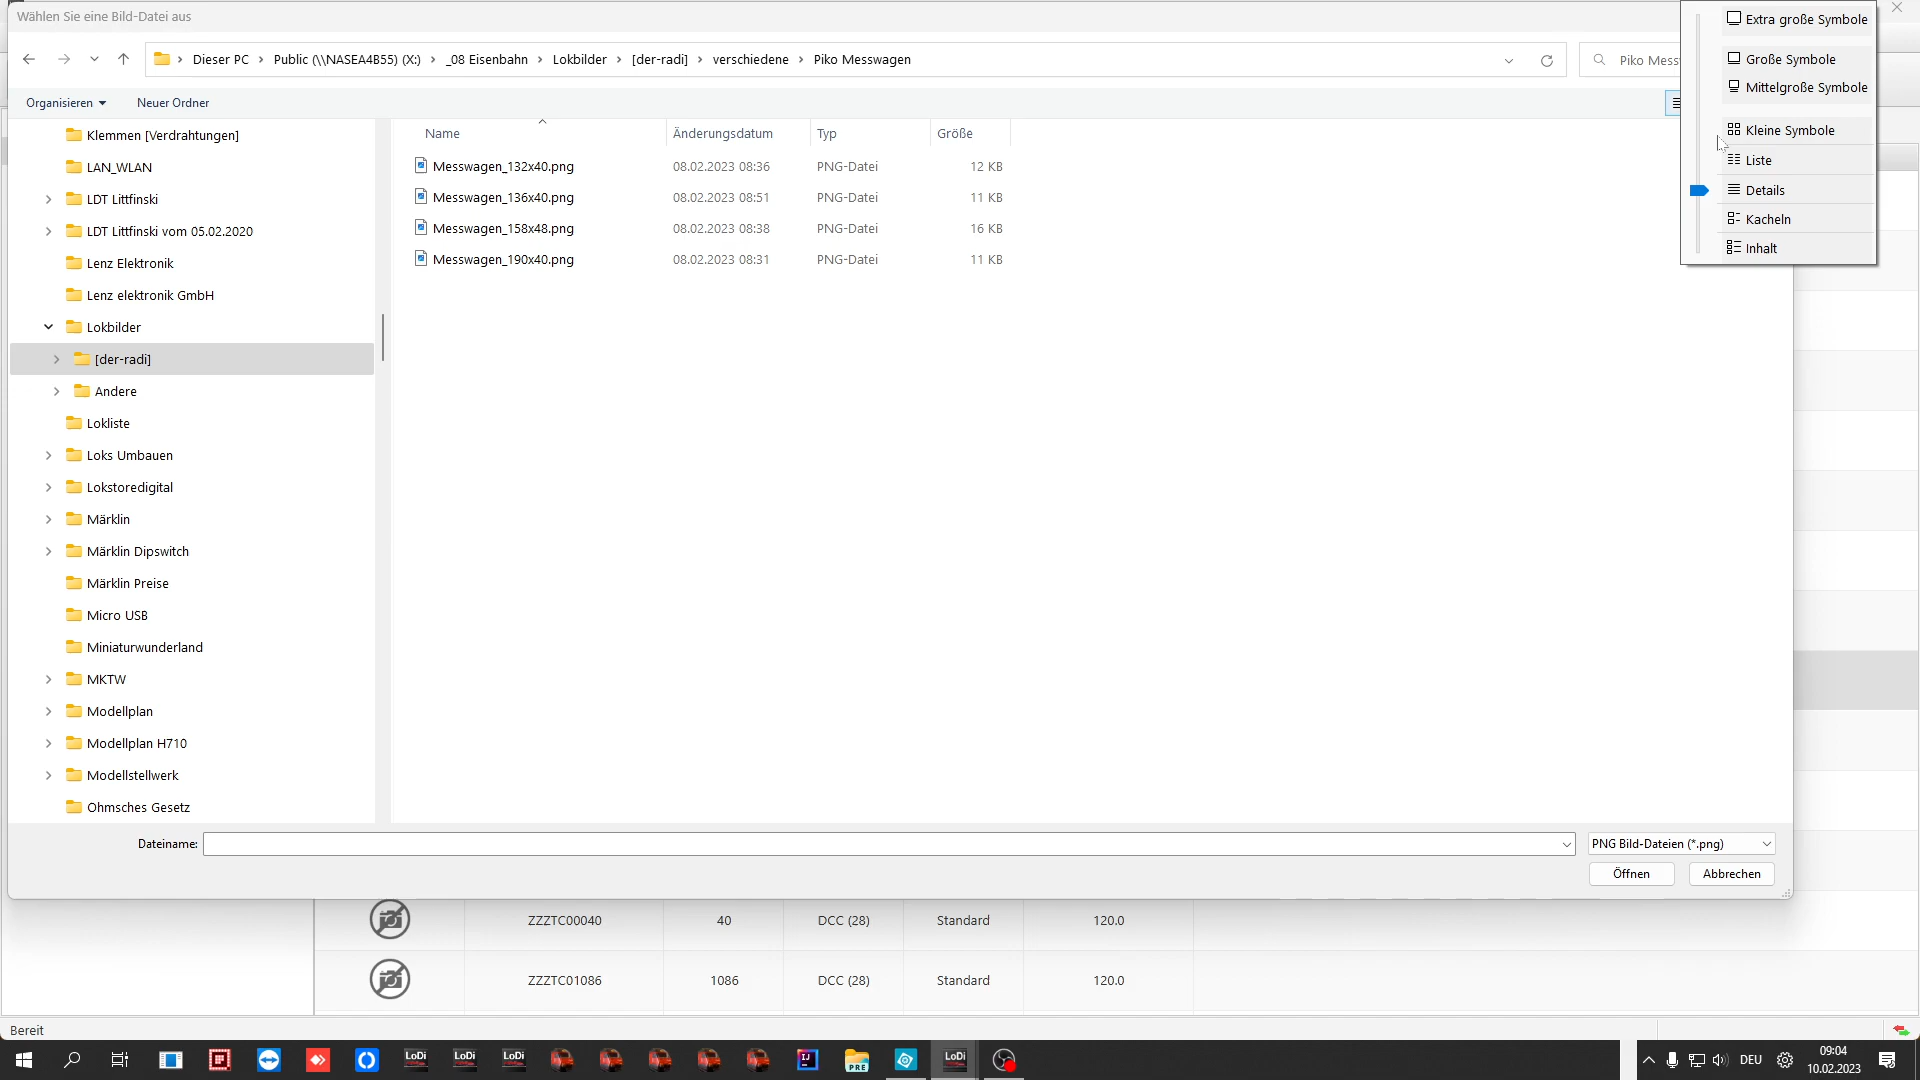 Wählen Sie eine Bild-Datei aus
Dieser PC > Public (\\NASEA4B55) (X:) > _08 Eisenbahn > Lokbilder > [der-radi] > verschiedene > Piko Messwagen
Piko Mess
Organisieren
Neuer Ordner
Extra große Symbole
Große Symbole
Mittelgroße Symbole
Kleine Symbole
Liste
Details
Kacheln
Inhalt
Klemmen [Verdrahtungen]
LAN_WLAN
LDT Littfinski
LDT Littfinski vom 05.02.2020
Lenz Elektronik
Lenz elektronik GmbH
Lokbilder
[der-radi]
Andere
Lokliste
Loks Umbauen
Lokstoredigital
Märklin
Märklin Dipswitch
Märklin Preise
Micro USB
Miniaturwunderland
MKTW
Modellplan
Modellplan H710
Modellstellwerk
Ohmsches Gesetz
Name Änderungsdatum Typ Größe
Messwagen_132x40.png 08.02.2023 08:36 PNG-Datei 12 KB
Messwagen_136x40.png 08.02.2023 08:51 PNG-Datei 11 KB
Messwagen_158x48.png 08.02.2023 08:38 PNG-Datei 16 KB
Messwagen_190x40.png 08.02.2023 08:31 PNG-Datei 11 KB
Dateiname:
PNG Bild-Dateien (*.png)
Öffnen
Abbrechen
ZZZTC00040 40 DCC (28) Standard 120.0
ZZZTC01086 1086 DCC (28) Standard 120.0
Bereit
LoDi
LoDi
LoDi
IJ
PRE
LoDi
DEU
09:04
10.02.2023